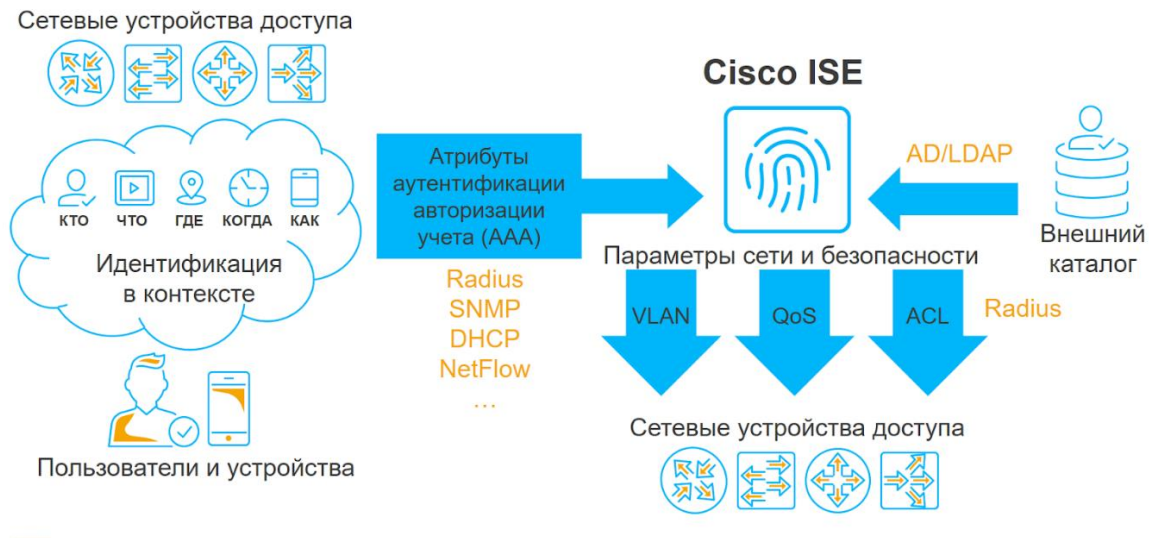 Сетевые устройства доступа
КТО
ЧТО
ГДЕ
КОГДА
КАК
Идентификация
в контексте
Пользователи и устройства
Атрибуты
аутентификации
авторизации
учета (AAA)
Radius
SNMP
DHCP
NetFlow
...
Cisco ISE
AD/LDAP
Внешний
каталог
Параметры сети и безопасности
VLAN
QoS
ACL
Radius
Сетевые устройства доступа